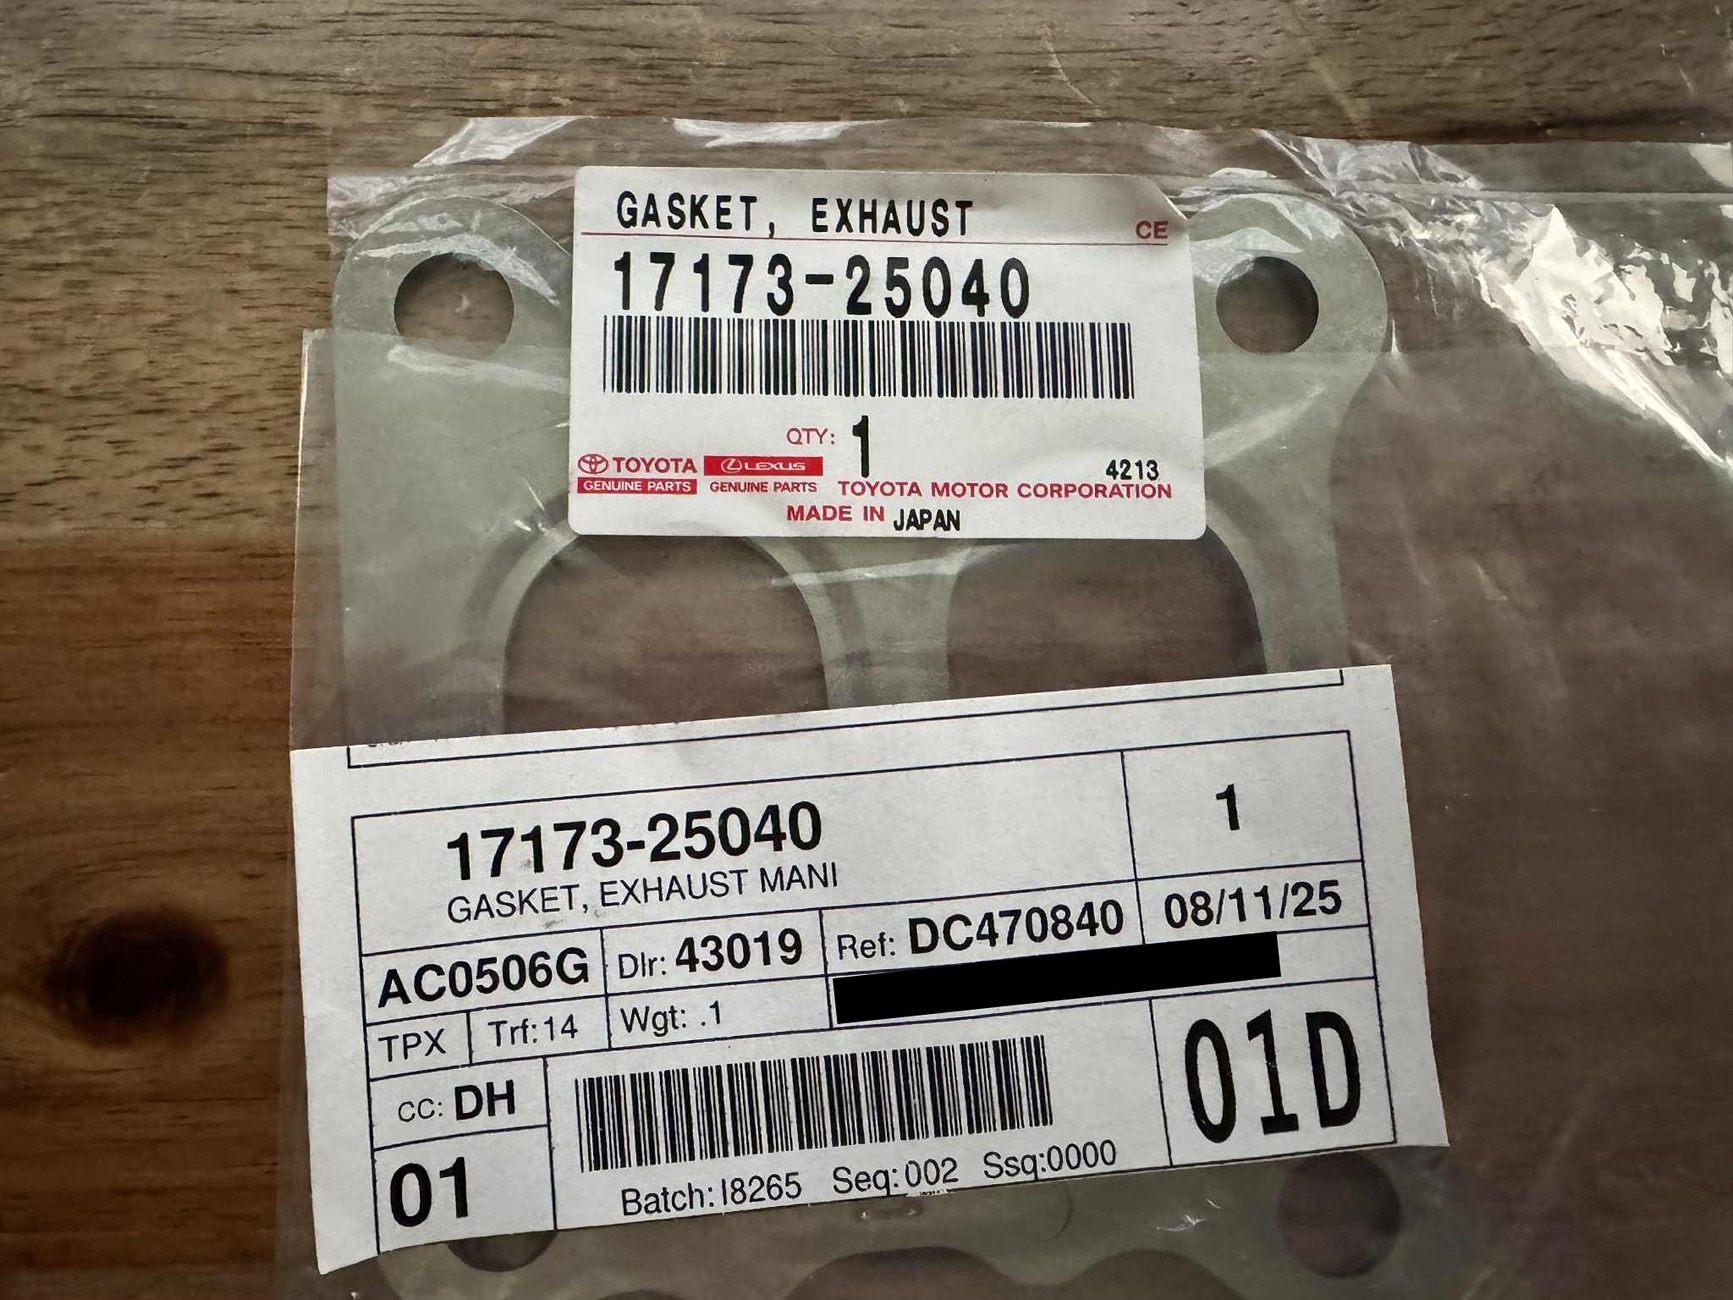 GASKET, EXHAUST
CE
17173-25040
QTY: 1
TOYOTA
GENUINE PARTS
LEXUS
GENUINE PARTS
4213
TOYOTA MOTOR CORPORATION
MADE IN JAPAN
17173-25040
1
GASKET, EXHAUST MANI
AC0506G
Dlr: 43019
Ref: DC470840
08/11/25
TPX
Trf: 14
Wgt: .1
CC: DH
01D
01
Batch: I8265 Seq: 002 Ssq:0000